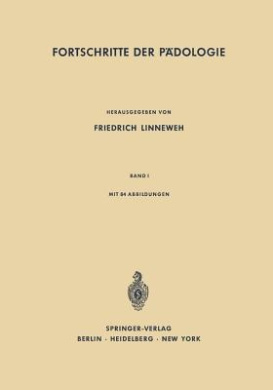 FORTSCHRITTE DER PÄDOLOGIE
HERAUSGEGEBEN VON
FRIEDRICH LINNEWEH
BAND I
MIT 84 ABBILDUNGEN
SPRINGER-VERLAG
BERLIN · HEIDELBERG · NEW YORK